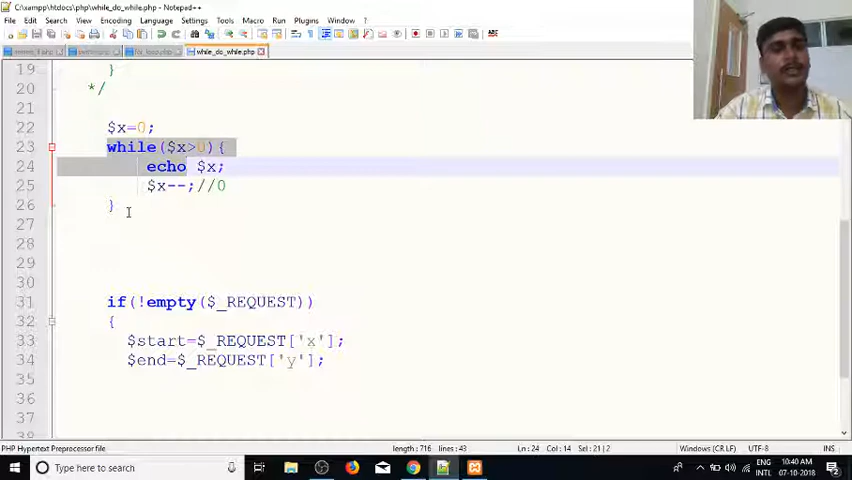 C:\xampp\htdocs\php\while_do_while.php - Notepad++
File Edit Search View Encoding Language Settings Tools Macro Run Plugins Window ?
while_do_while.php
19 }
20 */
21
22 $x=0;
23 while($x>0){
24 echo $x;
25 $x--;//0
26 }
27
28
29
30
31 if(!empty($_REQUEST))
32 {
33 $start=$_REQUEST['x'];
34 $end=$_REQUEST['y'];
35
36
37
38
PHP Hypertext Preprocessor file length : 716 lines : 43 Ln : 24 Col : 14 Sel : 21 | 2 Windows (CR LF) UTF-8 INS
Type here to search
ENG
INTL
10:40 AM
07-10-2018
2